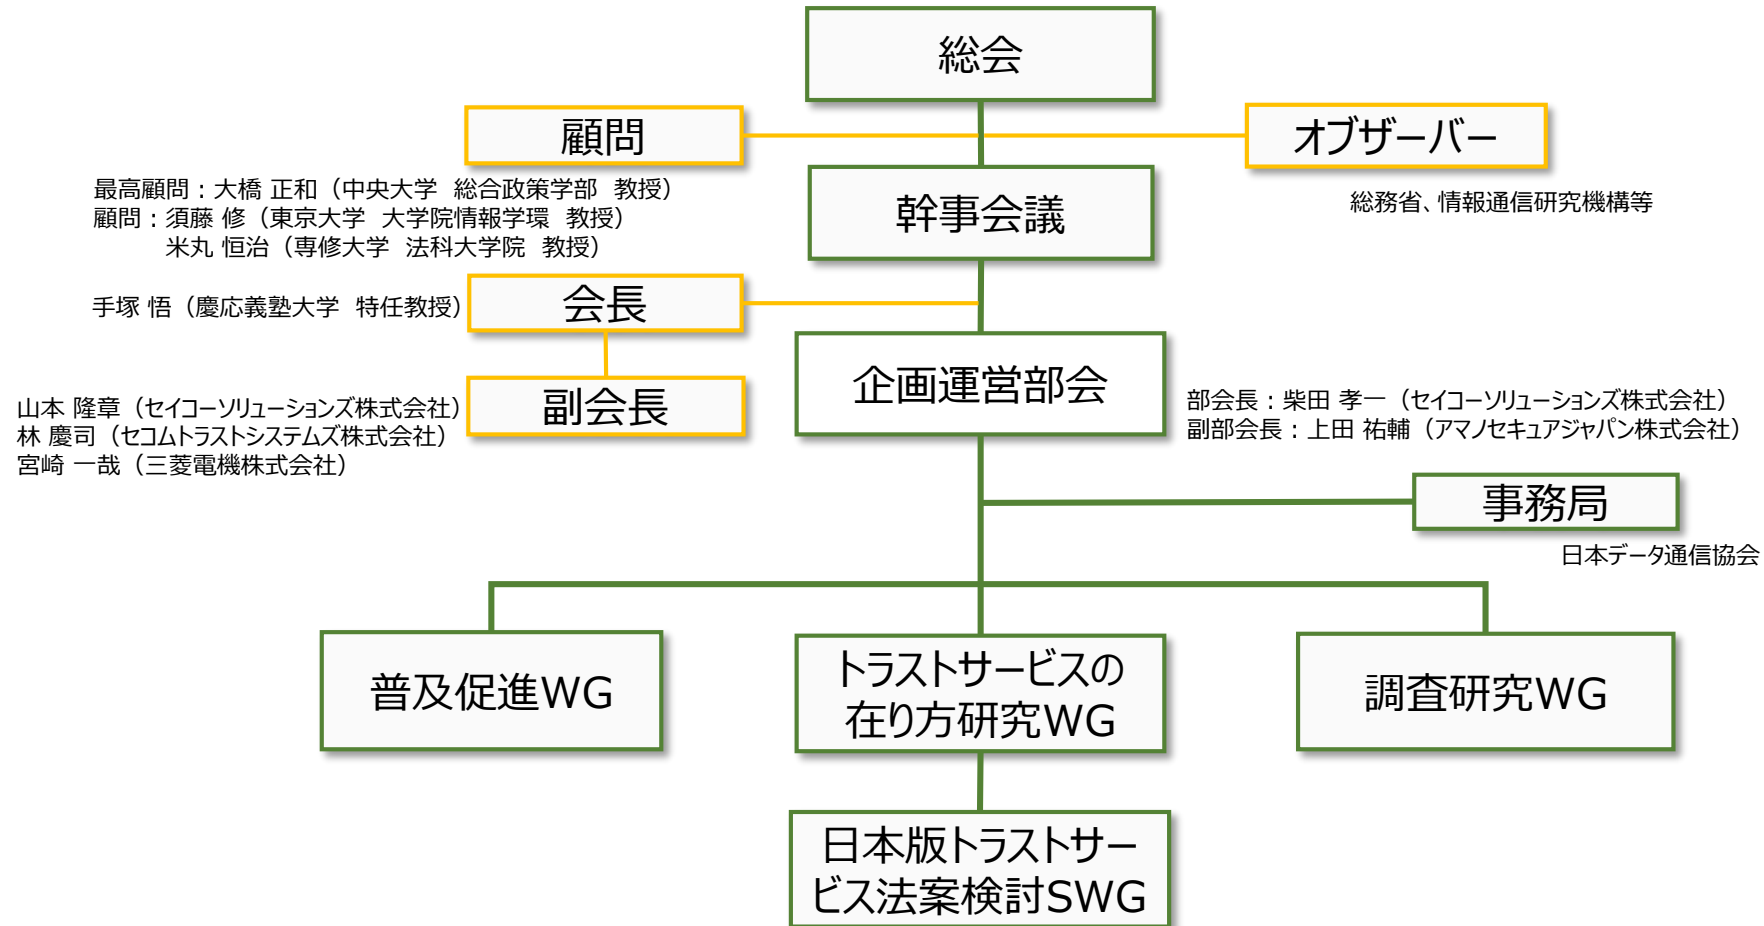 総会
顧問
オブザーバー
最高顧問：大橋 正和（中央大学　総合政策学部　教授）
顧問：須藤 修（東京大学　大学院情報学環　教授）
米丸 恒治（専修大学　法科大学院　教授）
総務省、情報通信研究機構等
幹事会議
手塚 悟（慶応義塾大学　特任教授）
会長
企画運営部会
副会長
山本 隆章（セイコーソリューションズ株式会社）
林 慶司（セコムトラストシステムズ株式会社）
宮崎 一哉（三菱電機株式会社）
部会長：柴田 孝一（セイコーソリューションズ株式会社）
副部会長：上田 祐輔（アマノセキュアジャパン株式会社）
事務局
日本データ通信協会
普及促進WG
トラストサービスの
在り方研究WG
調査研究WG
日本版トラストサー
ビス法案検討SWG